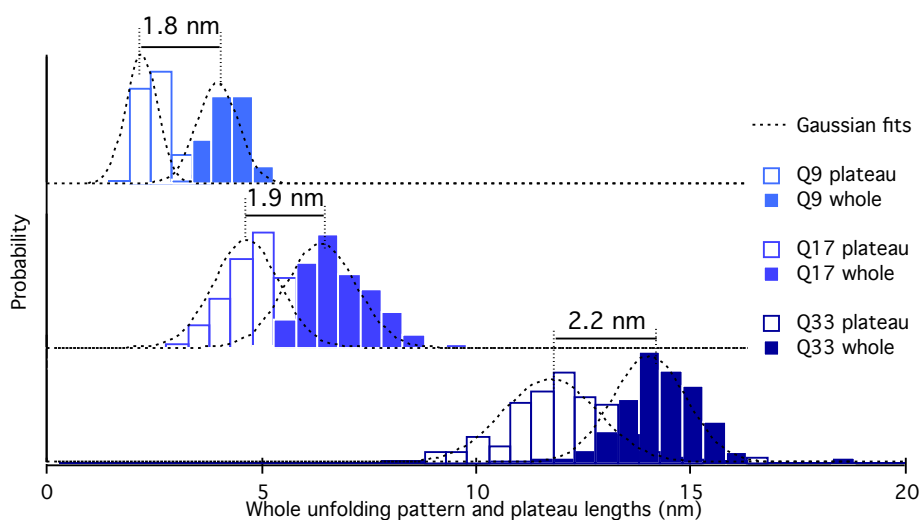 1.8 nm
Gaussian fits
Q9 plateau
Q9 whole
1.9 nm
Q17 plateau
Q17 whole
2.2 nm
Q33 plateau
Q33 whole
Probability
0
5
10
15
20
Whole unfolding pattern and plateau lengths (nm)